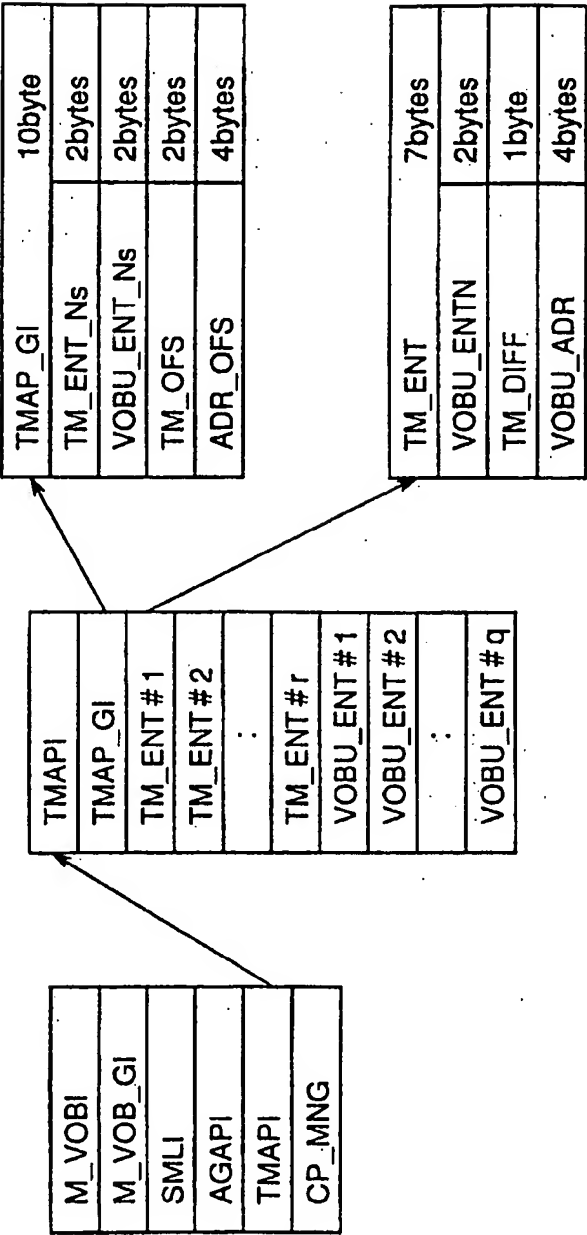 M_VOBI
M_VOB_GI
SMLI
AGAPI
TMAPI
CP_MNG
TMAPI
TMAP_GI
TM_ENT#1
TM_ENT#2
:
TM_ENT#r
VOBU_ENT#1
VOBU_ENT#2
:
VOBU_ENT#q
TMAP_GI 10byte
TM_ENT_Ns 2bytes
VOBU_ENT_Ns 2bytes
TM_OFS 2bytes
ADR_OFS 4bytes
TM_ENT 7bytes
VOBU_ENTN 2bytes
TM_DIFF 1byte
VOBU_ADR 4bytes